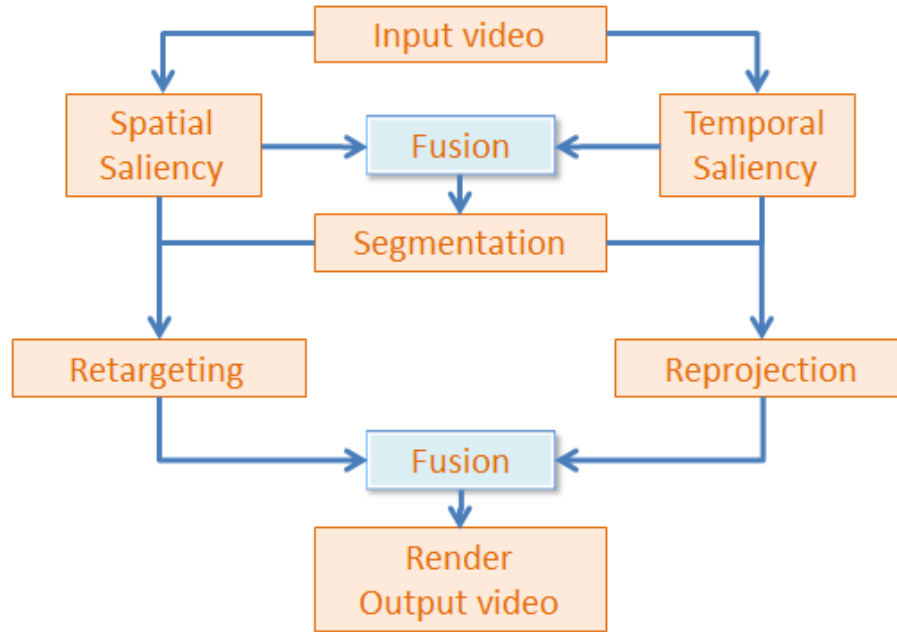 Input video
Spatial
Saliency
Fusion
Temporal
Saliency
Segmentation
Retargeting
Reprojection
Fusion
Render
Output video